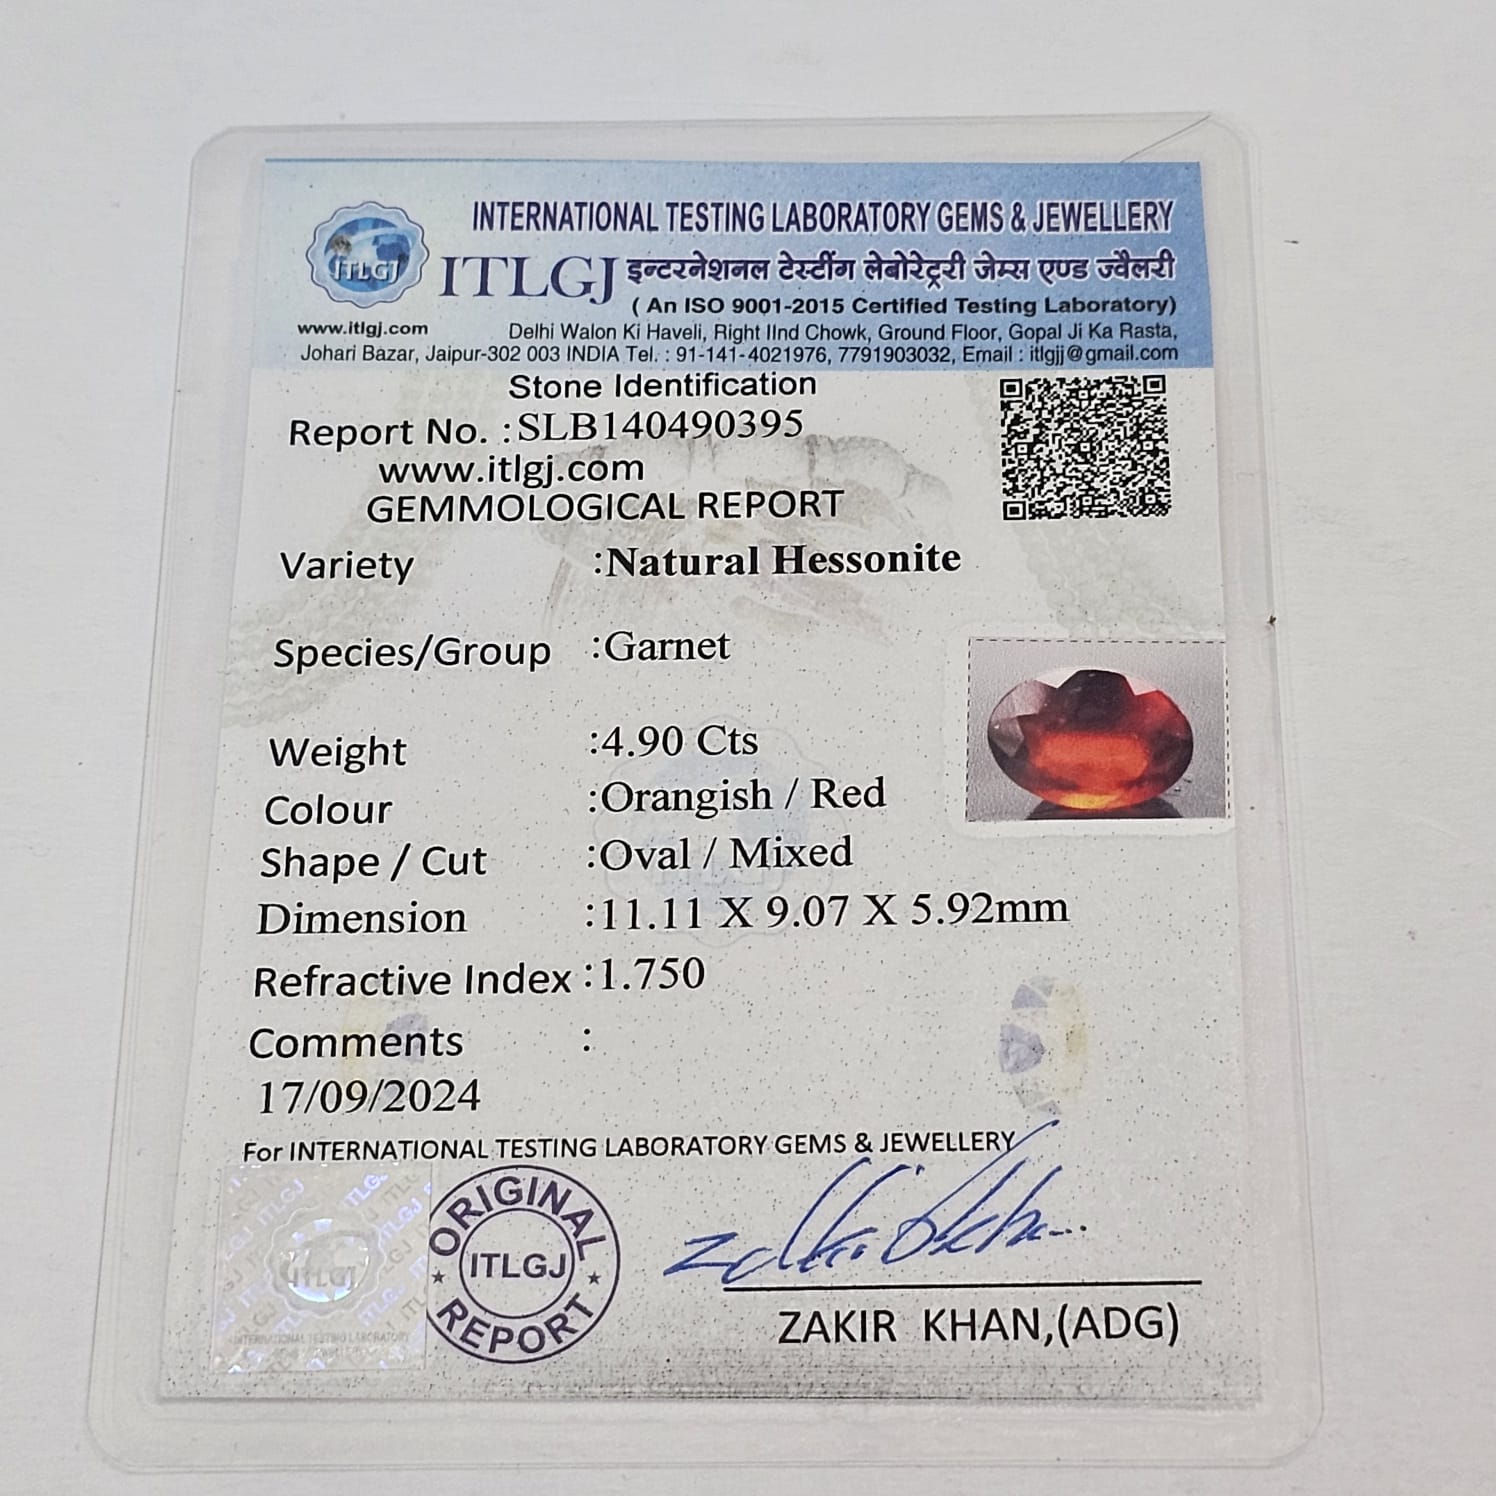 INTERNATIONAL TESTING LABORATORY GEMS & JEWELLERY
ITLGJ
ITLGJ इन्टरनेशनल टेस्टींग लेबोरेट्री जेम्स एण्ड ज्वैलरी
( An ISO 9001-2015 Certified Testing Laboratory)
www.itlgj.com Delhi Walon Ki Haveli, Right IInd Chowk, Ground Floor, Gopal Ji Ka Rasta,
Johari Bazar, Jaipur-302 003 INDIA Tel. : 91-141-4021976, 7791903032, Email : itlgjj@gmail.com
Stone Identification
Report No. :SLB140490395
www.itlgj.com
GEMMOLOGICAL REPORT
Variety :Natural Hessonite
Species/Group :Garnet
Weight :4.90 Cts
Colour :Orangish / Red
Shape / Cut :Oval / Mixed
Dimension :11.11 X 9.07 X 5.92mm
Refractive Index :1.750
Comments :
17/09/2024
For INTERNATIONAL TESTING LABORATORY GEMS & JEWELLERY
ITLGJ
ORIGINAL
ITLGJ
REPORT
ZAKIR KHAN,(ADG)